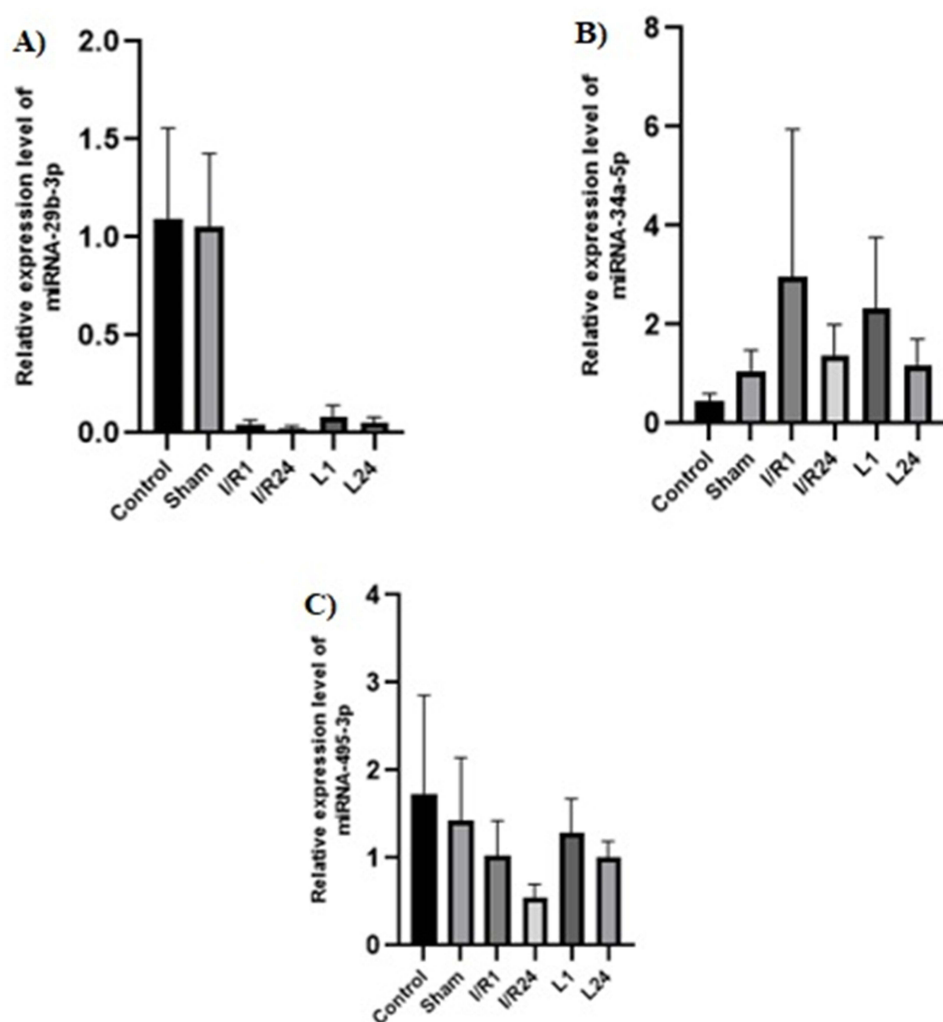 A)
Relative expression level of
miRNA-29b-3p
2.0
1.5
1.0
0.5
0.0
Control
Sham
I/R1
I/R24
L1
L24
B)
Relative expression level of
miRNA-34a-5p
8
6
4
2
0
Control
Sham
I/R1
I/R24
L1
L24
C)
Relative expression level of
miRNA-495-3p
4
3
2
1
0
Control
Sham
I/R1
I/R24
L1
L24